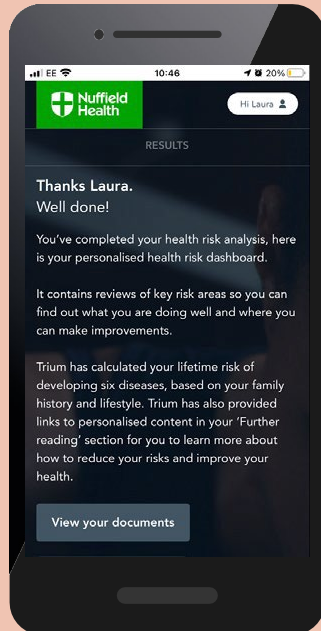 EE 10:46 20%
Nuffield
Health
Hi Laura
RESULTS
Thanks Laura.
Well done!
You've completed your health risk analysis, here
is your personalised health risk dashboard.
It contains reviews of key risk areas so you can
find out what you are doing well and where you
can make improvements.
Trium has calculated your lifetime risk of
developing six diseases, based on your family
history and lifestyle. Trium has also provided
links to personalised content in your 'Further
reading' section for you to learn more about
how to reduce your risks and improve your
health.
View your documents